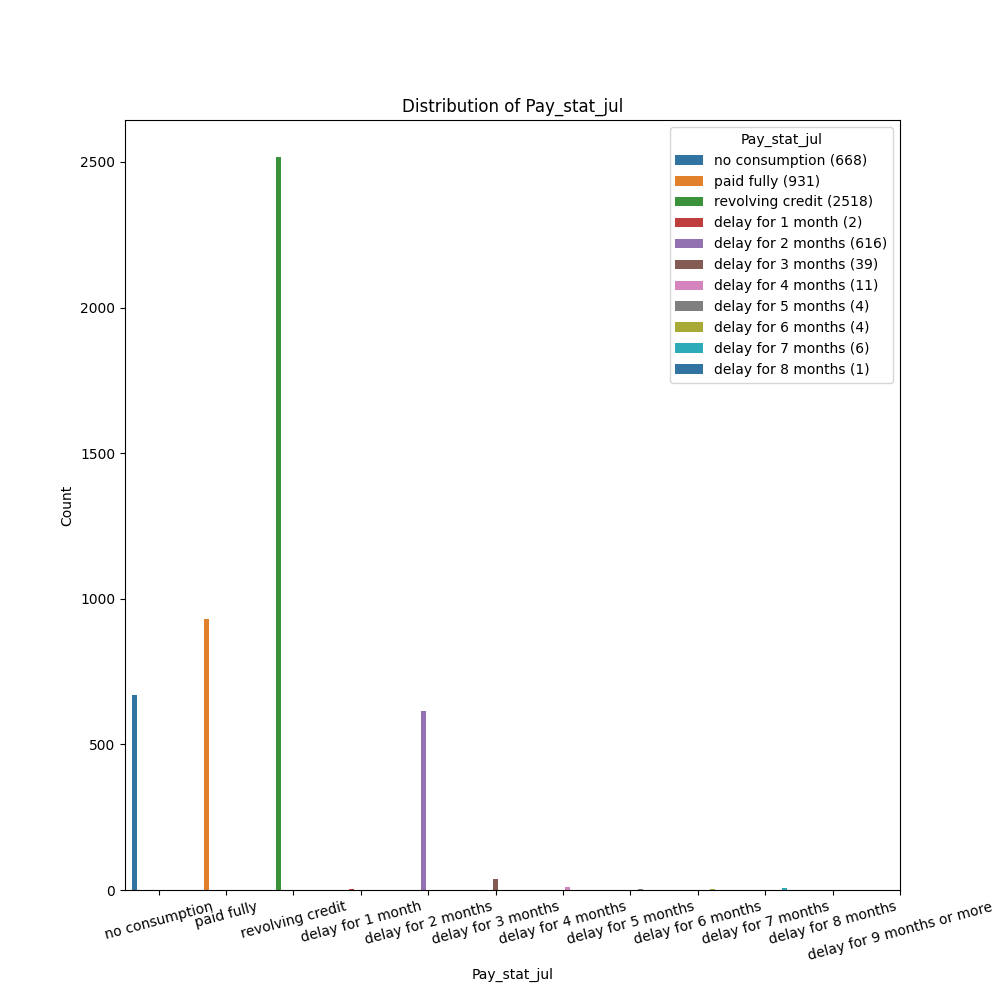 Distribution of Pay_stat_jul
Pay_stat_jul
no consumption (668)
paid fully (931)
revolving credit (2518)
delay for 1 month (2)
delay for 2 months (616)
delay for 3 months (39)
delay for 4 months (11)
delay for 5 months (4)
delay for 6 months (4)
delay for 7 months (6)
delay for 8 months (1)
2500
2000
1500
1000
500
0
Count
no consumption
paid fully
revolving credit
delay for 1 month
delay for 2 months
delay for 3 months
delay for 4 months
delay for 5 months
delay for 6 months
delay for 7 months
delay for 8 months
delay for 9 months or more
Pay_stat_jul